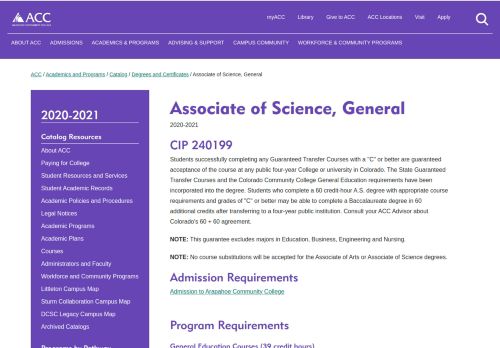 ACC
myACC Library Give to ACC ACC Locations Visit Apply
ABOUT ACC ADMISSIONS ACADEMICS & PROGRAMS ADVISING & SUPPORT CAMPUS COMMUNITY WORKFORCE & COMMUNITY PROGRAMS
ACC / Academics and Programs / Catalog / Degrees and Certificates / Associate of Science, General
2020-2021
Catalog Resources
About ACC
Paying for College
Student Resources and Services
Student Academic Records
Academic Policies and Procedures
Legal Notices
Academic Programs
Academic Plans
Courses
Administrators and Faculty
Workforce and Community Programs
Littleton Campus Map
Sturm Collaboration Campus Map
DCSC Legacy Campus Map
Archived Catalogs
Programs by Pathway
Associate of Science, General
2020-2021
CIP 240199
Students successfully completing any Guaranteed Transfer Courses with a "C" or better are guaranteed
acceptance of the course at any public four-year College or university in Colorado. The State Guaranteed
Transfer Courses and the Colorado Community College General Education requirements have been
incorporated into the degree. Students who complete a 60 credit-hour A.S. degree with appropriate course
requirements and grades of "C" or better may be able to complete a Baccalaureate degree in 60
additional credits after transferring to a four-year public institution. Consult your ACC Advisor about
Colorado's 60 + 60 agreement.
NOTE: This guarantee excludes majors in Education, Business, Engineering and Nursing.
NOTE: No course substitutions will be accepted for the Associate of Arts or Associate of Science degrees.
Admission Requirements
Admission to Arapahoe Community College
Program Requirements
General Education Courses (39 credit hours)